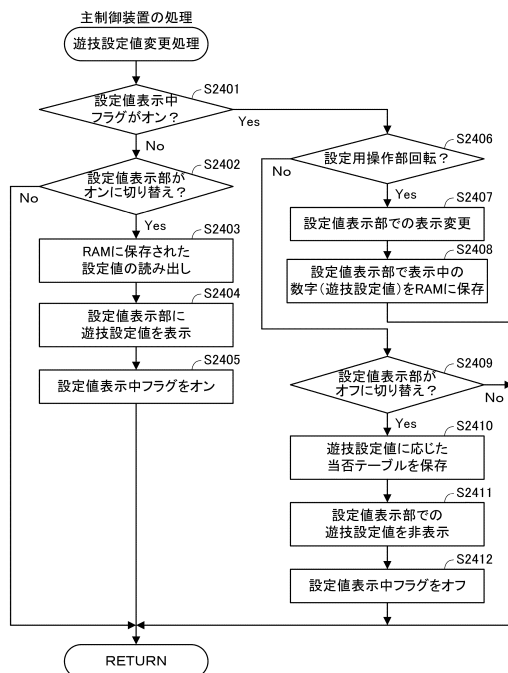 主制御装置の処理
遊技設定値変更処理
S2401
設定値表示中
フラグがオン？
Yes
No
S2402
設定値表示部が
オンに切り替え？
No
Yes
S2403
RAMに保存された
設定値の読み出し
S2404
設定値表示部に
遊技設定値を表示
S2405
設定値表示中フラグをオン
S2406
設定用操作部回転？
No
Yes
S2407
設定値表示部での表示変更
S2408
設定値表示部で表示中の
数字（遊技設定値）をRAMに保存
S2409
設定値表示部が
オフに切り替え？
No
Yes
S2410
遊技設定値に応じた
当否テーブルを保存
S2411
設定値表示部での
遊技設定値を非表示
S2412
設定値表示中フラグをオフ
RETURN